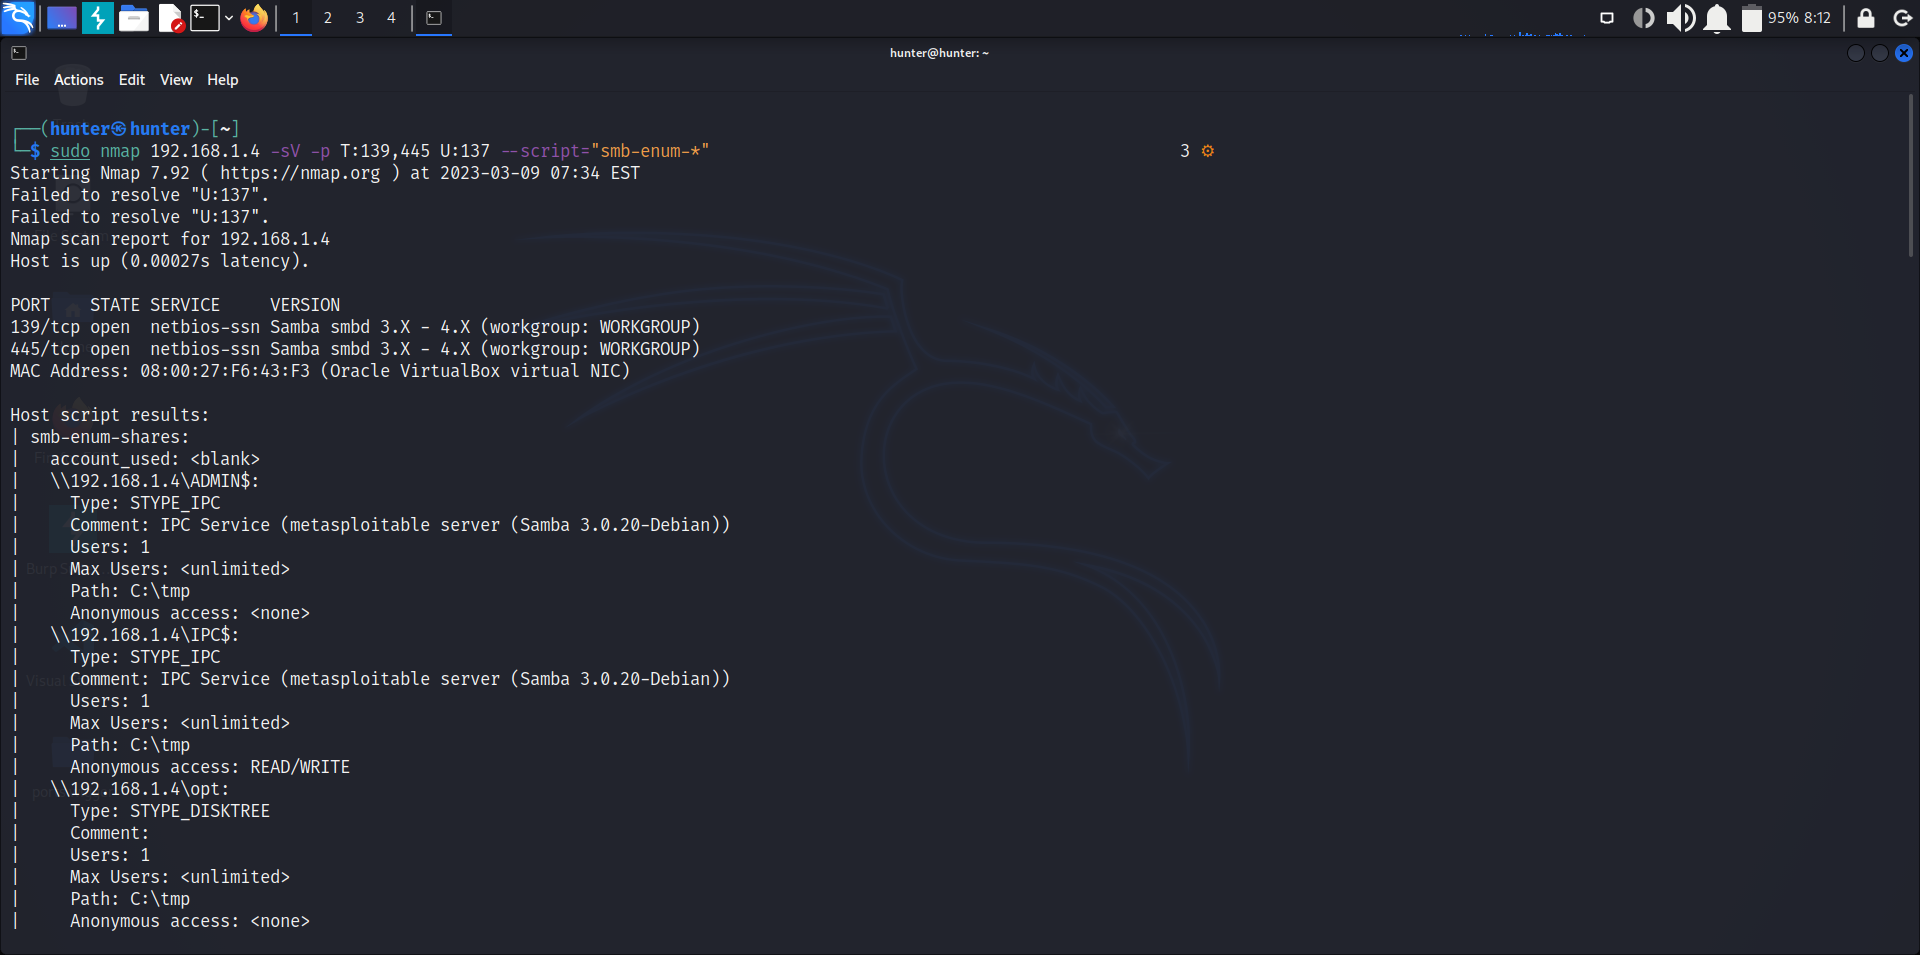 1 2 3 4
95% 8:12
hunter@hunter: ~
File Actions Edit View Help
┌──(hunter㉿hunter)-[~]
└─$ sudo nmap 192.168.1.4 -sV -p T:139,445 U:137 --script="smb-enum-*" 3 ⚙
Starting Nmap 7.92 ( https://nmap.org ) at 2023-03-09 07:34 EST
Failed to resolve "U:137".
Failed to resolve "U:137".
Nmap scan report for 192.168.1.4
Host is up (0.00027s latency).
PORT STATE SERVICE VERSION
139/tcp open netbios-ssn Samba smbd 3.X - 4.X (workgroup: WORKGROUP)
445/tcp open netbios-ssn Samba smbd 3.X - 4.X (workgroup: WORKGROUP)
MAC Address: 08:00:27:F6:43:F3 (Oracle VirtualBox virtual NIC)
Host script results:
| smb-enum-shares:
|   account_used: <blank>
|   \\192.168.1.4\ADMIN$:
|     Type: STYPE_IPC
|     Comment: IPC Service (metasploitable server (Samba 3.0.20-Debian))
|     Users: 1
|     Max Users: <unlimited>
|     Path: C:\tmp
|     Anonymous access: <none>
|   \\192.168.1.4\IPC$:
|     Type: STYPE_IPC
|     Comment: IPC Service (metasploitable server (Samba 3.0.20-Debian))
|     Users: 1
|     Max Users: <unlimited>
|     Path: C:\tmp
|     Anonymous access: READ/WRITE
|   \\192.168.1.4\opt:
|     Type: STYPE_DISKTREE
|     Comment:
|     Users: 1
|     Max Users: <unlimited>
|     Path: C:\tmp
|     Anonymous access: <none>